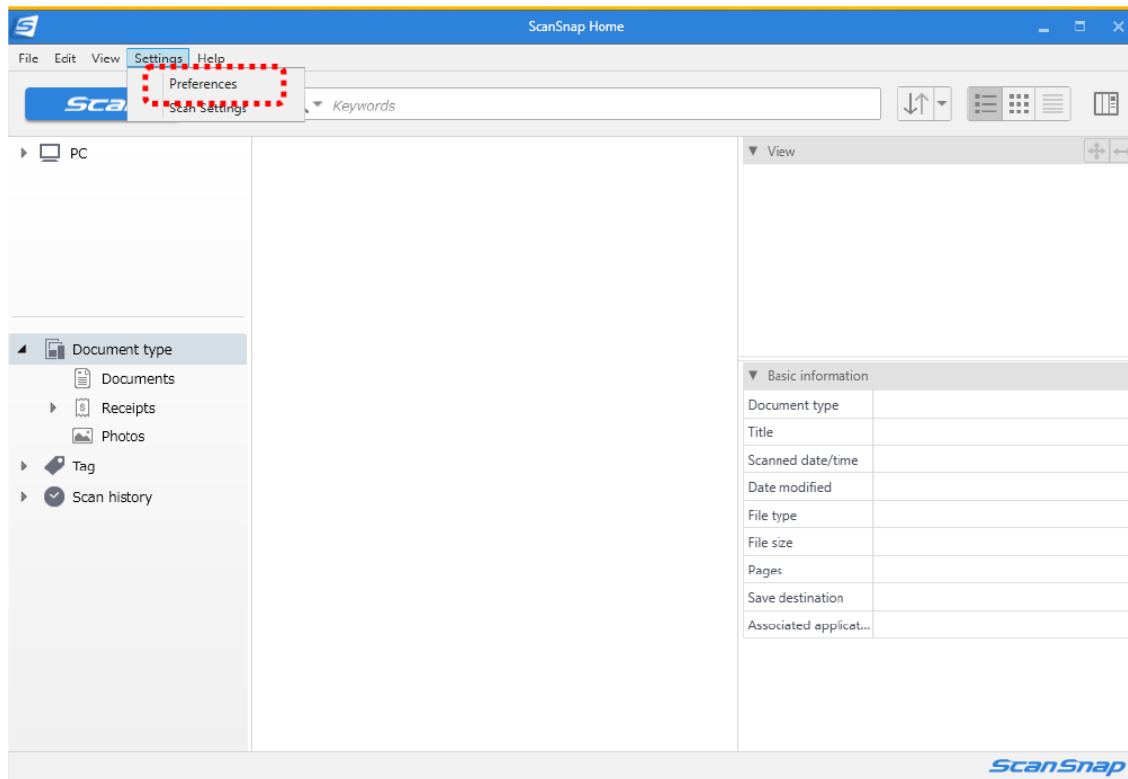 ScanSnap Home
File Edit View Settings Help
Preferences
Scan Settings
Keywords
PC
View
Document type
Documents
Receipts
Photos
Tag
Scan history
Basic information
Document type
Title
Scanned date/time
Date modified
File type
File size
Pages
Save destination
Associated applicat...
ScanSnap